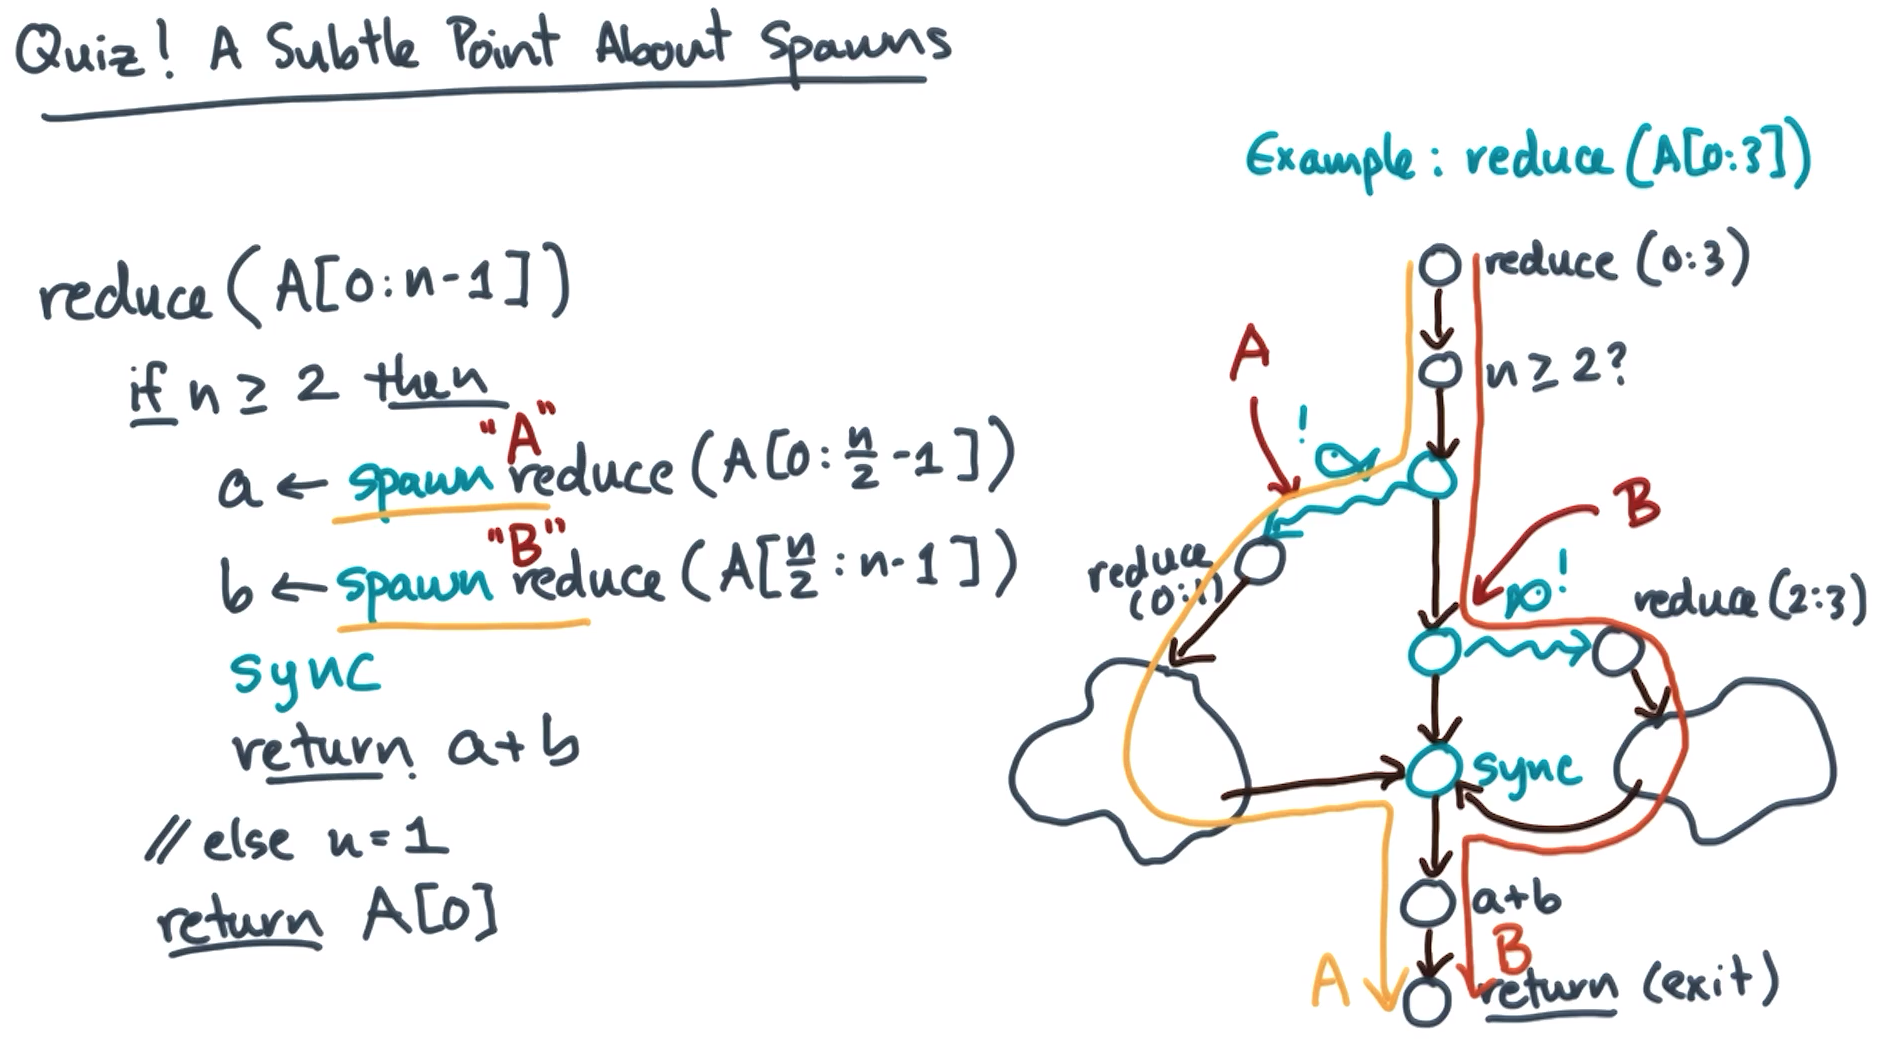 Quiz! A Subtle Point About Spawns
Example: reduce (A[0:3])
reduce (A[0:n-1])
if n ≥ 2 then
"A"
a ← spawn reduce (A[0:n/2-1])
"B"
b ← spawn reduce (A[n/2:n-1])
sync
return a+b
// else n=1
return A[0]
reduce (0:3)
n ≥ 2?
A
!
∞
B
∞!
reduce
(0:1)
reduce (2:3)
sync
a+b
B
A
return (exit)